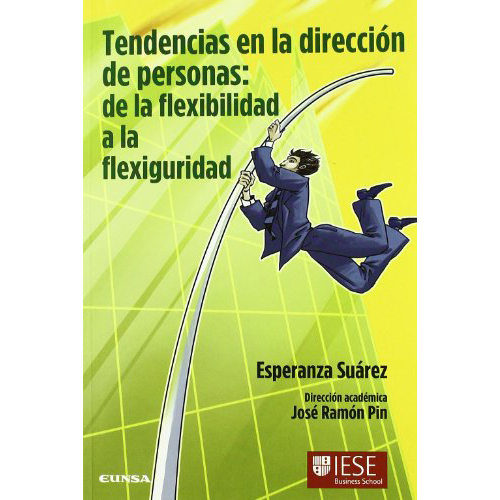 Tendencias en la dirección
de personas:
de la flexibilidad
a la
flexiguridad
Esperanza Suárez
Dirección académica
José Ramón Pin
EUNSA
IESE
Business School